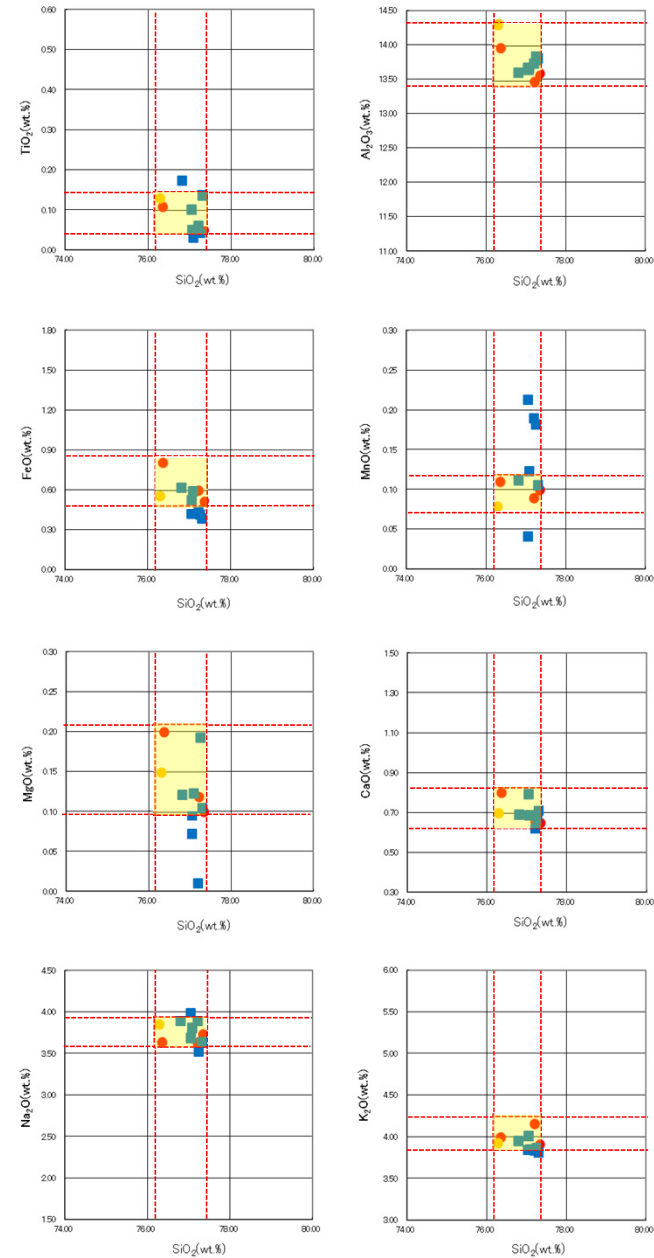 0.60
0.50
0.40
0.30
0.20
0.10
0.00
TiO2(wt.%)
74.00 76.00 78.00 80.00
SiO2(wt.%)
14.50
14.00
13.50
13.00
12.50
12.00
11.50
11.00
Al2O3(wt.%)
74.00 76.00 78.00 80.00
SiO2(wt.%)
1.80
1.50
1.20
0.90
0.60
0.30
0.00
FeO(wt.%)
74.00 76.00 78.00 80.00
SiO2(wt.%)
0.30
0.25
0.20
0.15
0.10
0.05
0.00
MnO(wt.%)
74.00 76.00 78.00 80.00
SiO2(wt.%)
0.30
0.25
0.20
0.15
0.10
0.05
0.00
MgO(wt.%)
74.00 76.00 78.00 80.00
SiO2(wt.%)
1.50
1.30
1.10
0.90
0.70
0.50
0.30
CaO(wt.%)
74.00 76.00 78.00 80.00
SiO2(wt.%)
4.50
4.00
3.50
3.00
2.50
2.00
1.50
Na2O(wt.%)
74.00 76.00 78.00 80.00
SiO2(wt.%)
6.00
5.50
5.00
4.50
4.00
3.50
3.00
K2O(wt.%)
74.00 76.00 78.00 80.00
SiO2(wt.%)